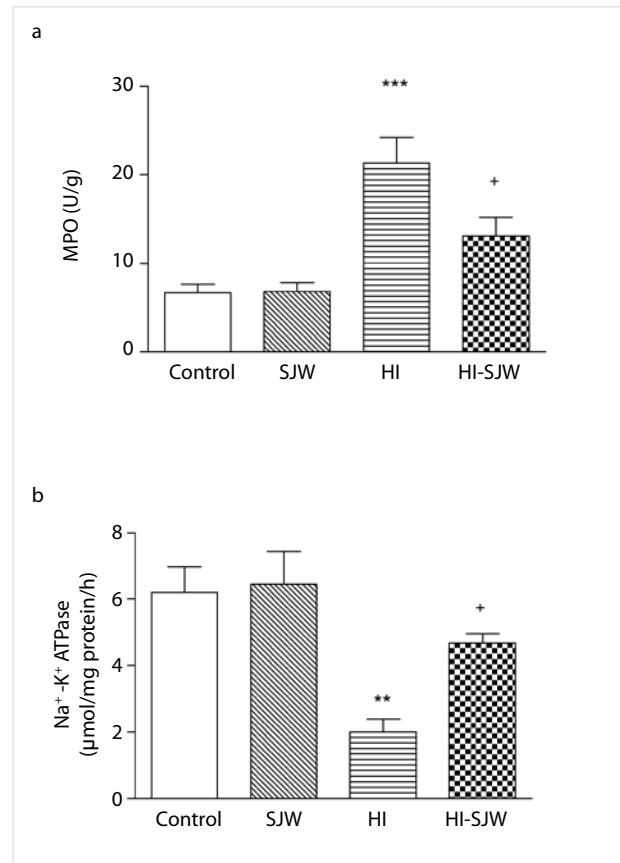 a
30
***
20
+
10
0
MPO (U/g)
Control SJW HI HI-SJW
b
8
6
+
4
**
2
0
Na⁺ -K⁺ ATPase
(µmol/mg protein/h)
Control SJW HI HI-SJW